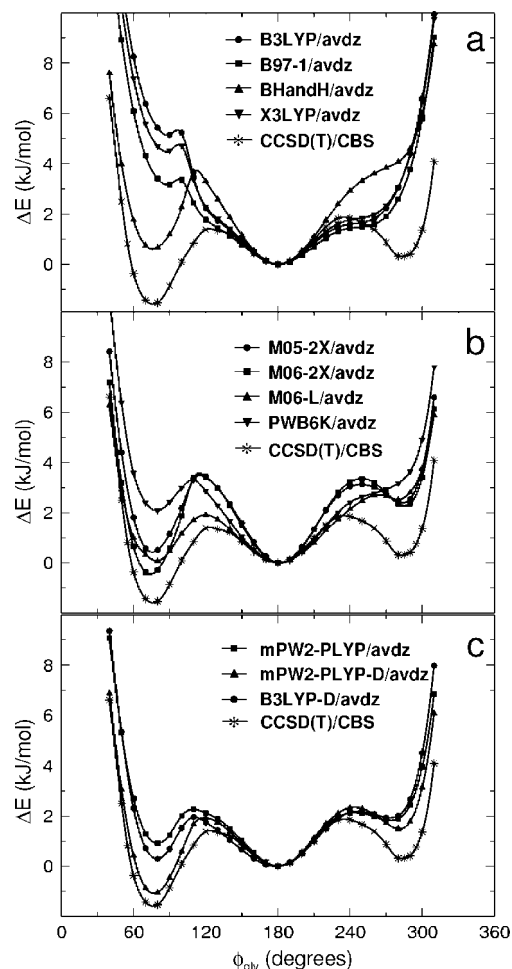 a
B3LYP/avdz
B97-1/avdz
BHandH/avdz
X3LYP/avdz
CCSD(T)/CBS
ΔE (kJ/mol)
8
6
4
2
0
b
M05-2X/avdz
M06-2X/avdz
M06-L/avdz
PWB6K/avdz
CCSD(T)/CBS
ΔE (kJ/mol)
8
6
4
2
0
c
mPW2-PLYP/avdz
mPW2-PLYP-D/avdz
B3LYP-D/avdz
CCSD(T)/CBS
ΔE (kJ/mol)
8
6
4
2
0
0 60 120 180 240 300 360
ϕgly (degrees)